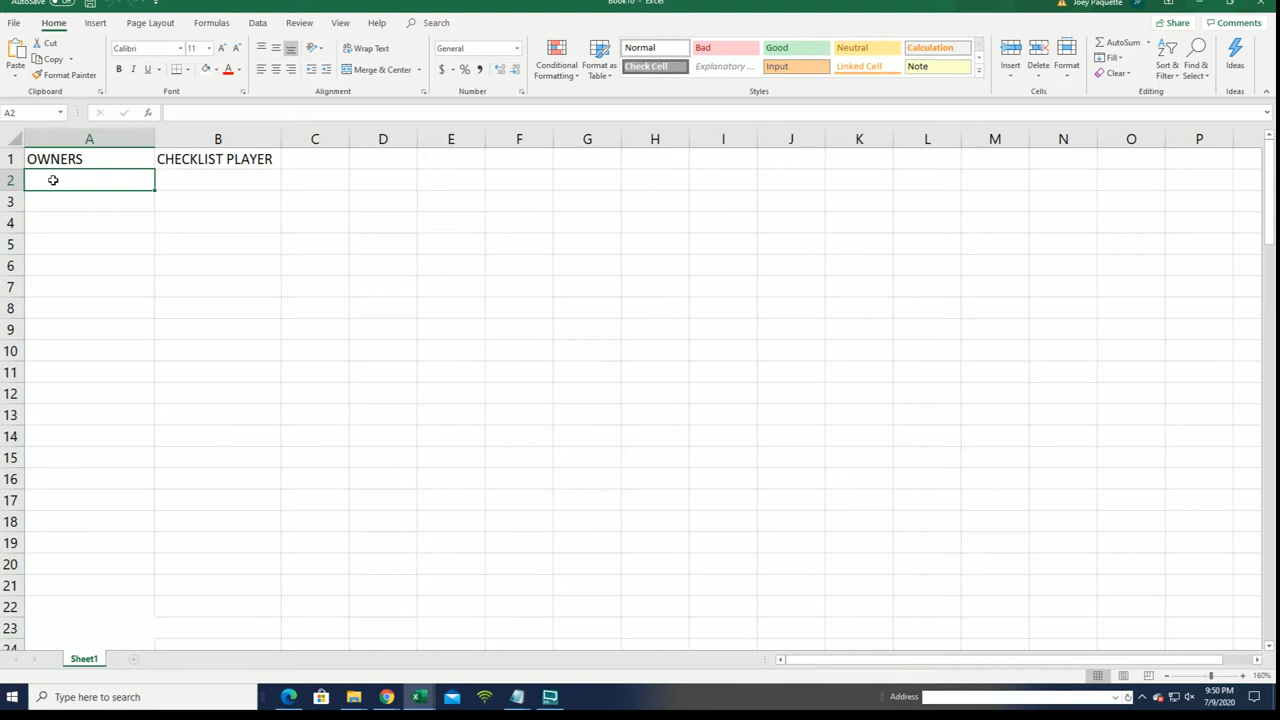 AutoSave Off Book10 - Excel Joey Paquette JP
File Home Insert Page Layout Formulas Data Review View Help Search Share Comments
Paste Cut Copy Format Painter Clipboard
Calibri 11 B I U A Font
Wrap Text Merge & Center Alignment
General $ % , Number
Conditional Formatting Format as Table
Normal Bad Good Neutral Calculation
Check Cell Explanatory ... Input Linked Cell Note
Styles
Insert Delete Format Cells
AutoSum Fill Clear Sort & Filter Find & Select Editing
Ideas Ideas
A2 fx
A B C D E F G H I J K L M N O P
1 OWNERS CHECKLIST PLAYER
2
3
4
5
6
7
8
9
10
11
12
13
14
15
16
17
18
19
20
21
22
23
24
Sheet1
160%
Type here to search Address 9:50 PM
7/9/2020